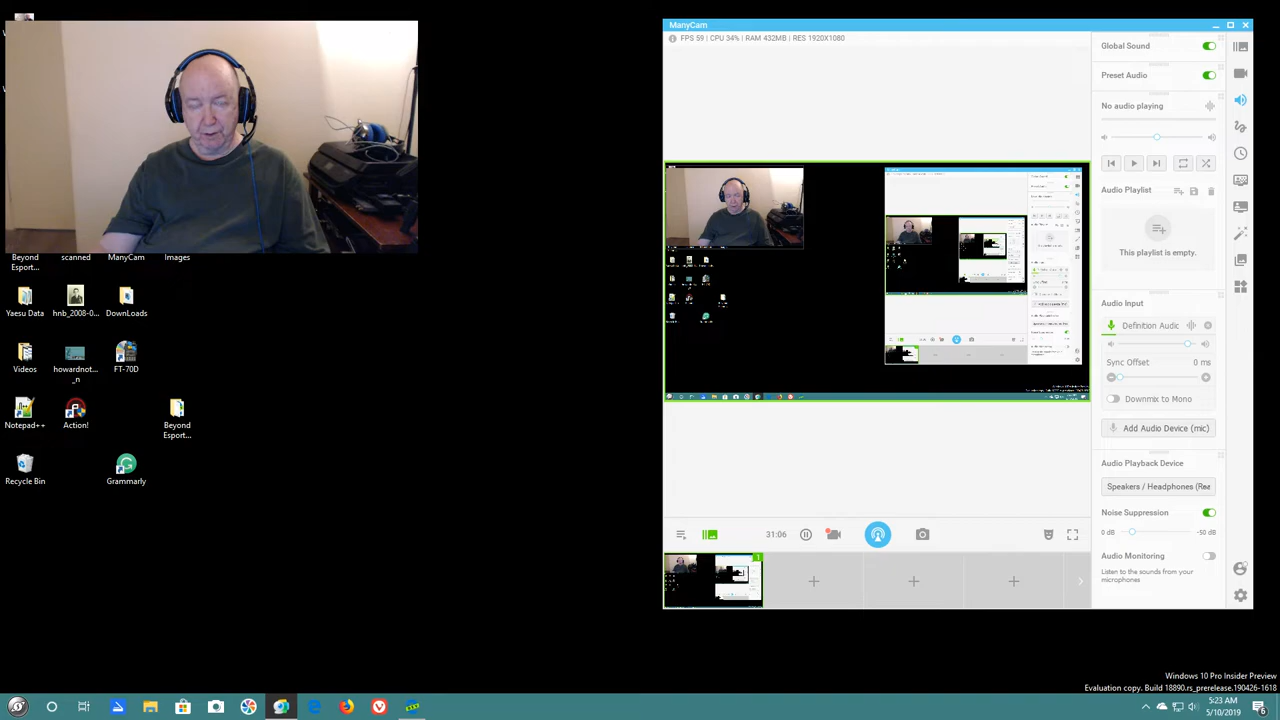 ManyCam
FPS 59 | CPU 34% | RAM 432MB | RES 1920X1080
Global Sound
Preset Audio
No audio playing
Audio Playlist
This playlist is empty.
Audio Input
Definition Audic
Sync Offset 0 ms
Downmix to Mono
Add Audio Device (mic)
Audio Playback Device
Speakers / Headphones (Rea
Noise Suppression
0 dB -50 dB
Audio Monitoring
Listen to the sounds from your
microphones
31:06
1
Beyond
Esport...
scanned
ManyCam
Images
Yaesu Data
hnb_2008-0...
DownLoads
Videos
howardnot...
_n
FT-70D
Notepad++
Action!
Beyond
Esport...
Recycle Bin
Grammarly
Windows 10 Pro Insider Preview
Evaluation copy. Build 18890.rs_prerelease.190426-1618
5:23 AM
5/10/2019
6